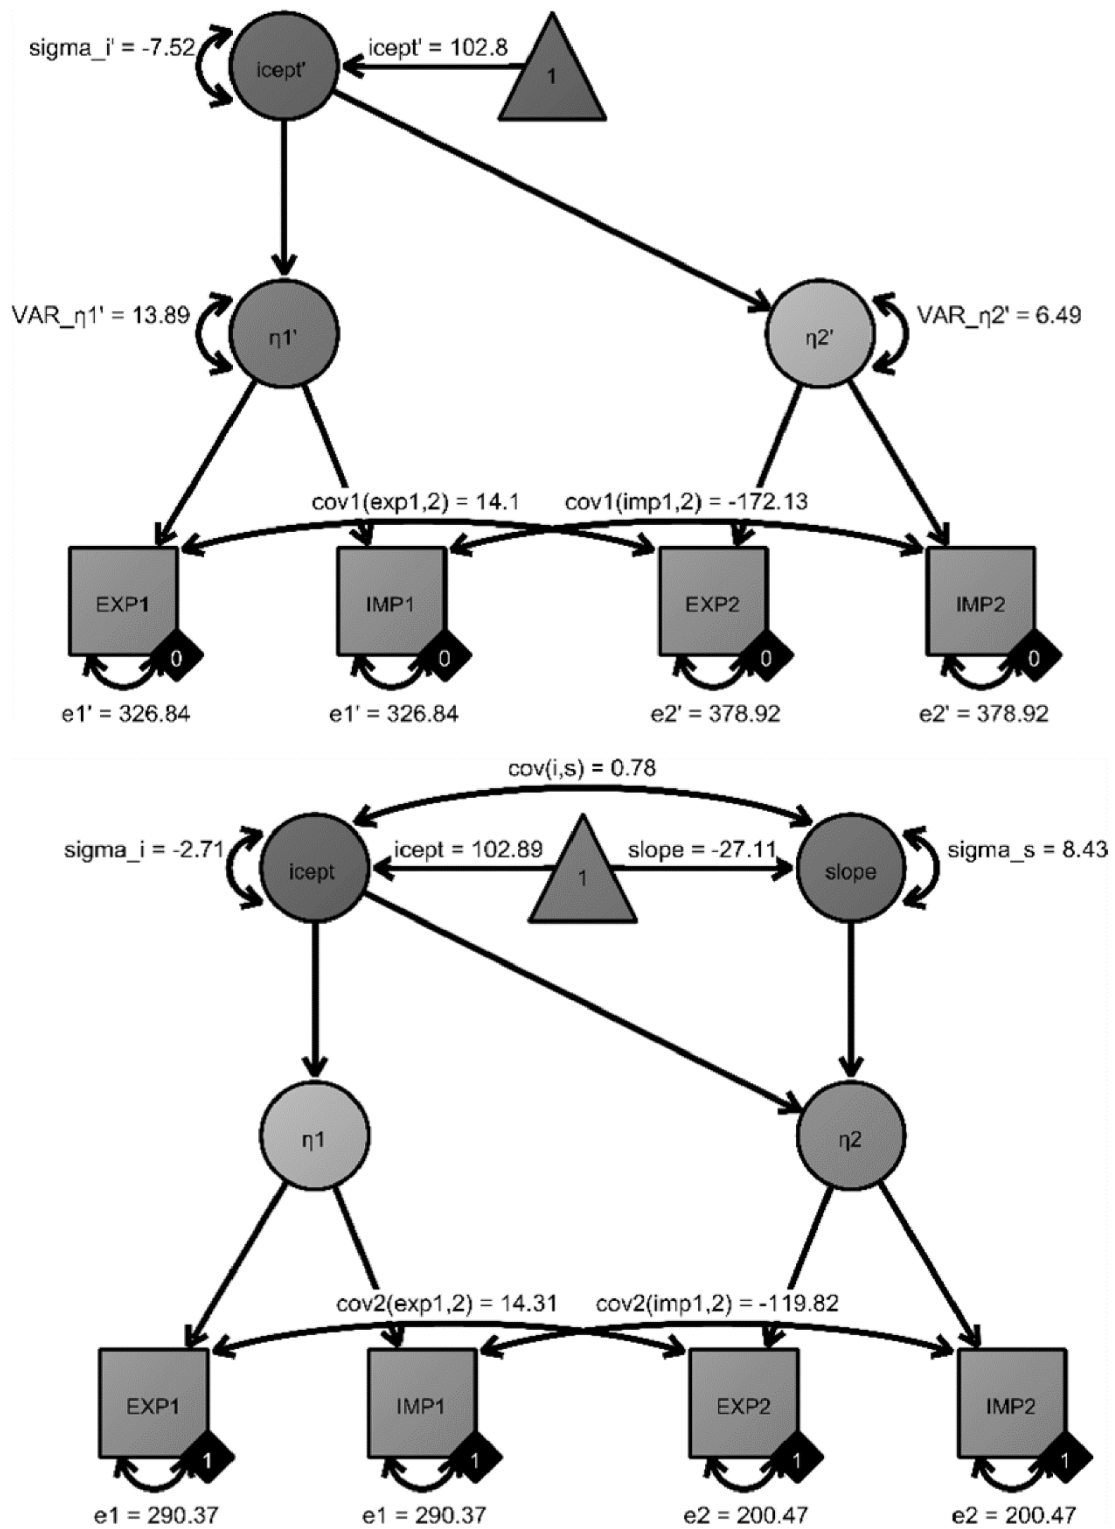 sigma_i' = -7.52
icept'
icept' = 102.8
1
VAR_η1' = 13.89
η1'
η2'
VAR_η2' = 6.49
cov1(exp1,2) = 14.1
cov1(imp1,2) = -172.13
EXP1
IMP1
EXP2
IMP2
0
0
0
0
e1' = 326.84
e1' = 326.84
e2' = 378.92
e2' = 378.92
cov(i,s) = 0.78
sigma_i = -2.71
icept
icept = 102.89
1
slope = -27.11
slope
sigma_s = 8.43
η1
η2
cov2(exp1,2) = 14.31
cov2(imp1,2) = -119.82
EXP1
IMP1
EXP2
IMP2
1
1
1
1
e1 = 290.37
e1 = 290.37
e2 = 200.47
e2 = 200.47